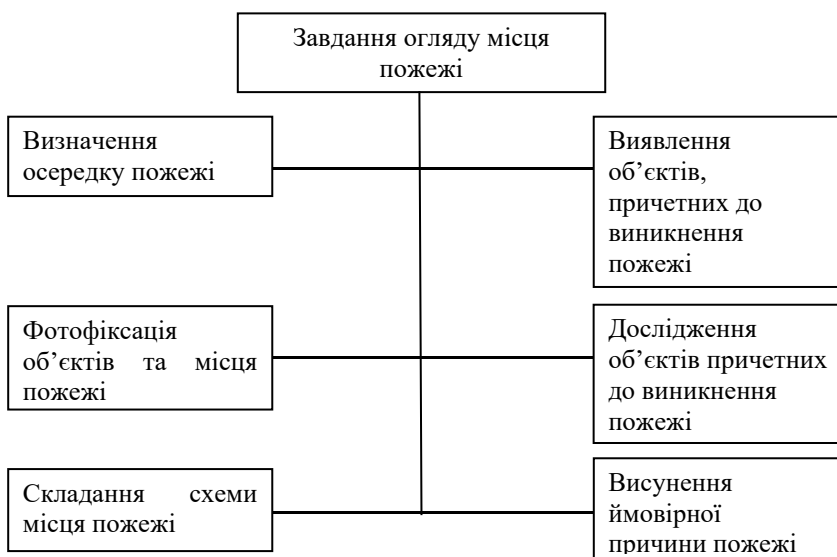 Завдання огляду місця
пожежі
Визначення
осередку пожежі
Виявлення
об’єктів,
причетних до
виникнення
пожежі
Фотофіксація
об’єктів та місця
пожежі
Дослідження
об’єктів причетних
до виникнення
пожежі
Складання схеми
місця пожежі
Висунення
ймовірної
причини пожежі